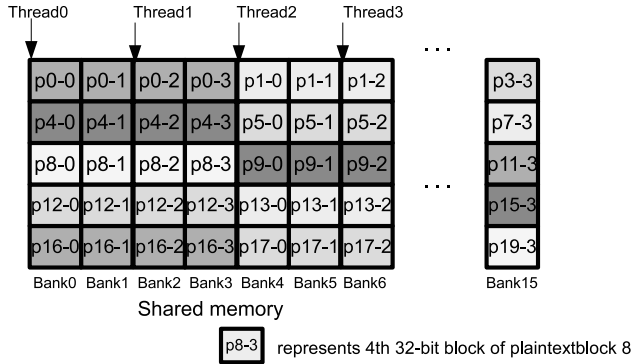 Thread0 Thread1 Thread2 Thread3
...
p0-0 p0-1 p0-2 p0-3 p1-0 p1-1 p1-2 p3-3
p4-0 p4-1 p4-2 p4-3 p5-0 p5-1 p5-2 p7-3
p8-0 p8-1 p8-2 p8-3 p9-0 p9-1 p9-2 ... p11-3
p12-0 p12-1 p12-2 p12-3 p13-0 p13-1 p13-2 p15-3
p16-0 p16-1 p16-2 p16-3 p17-0 p17-1 p17-2 p19-3
Bank0 Bank1 Bank2 Bank3 Bank4 Bank5 Bank6 Bank15
Shared memory
p8-3 represents 4th 32-bit block of plaintextblock 8